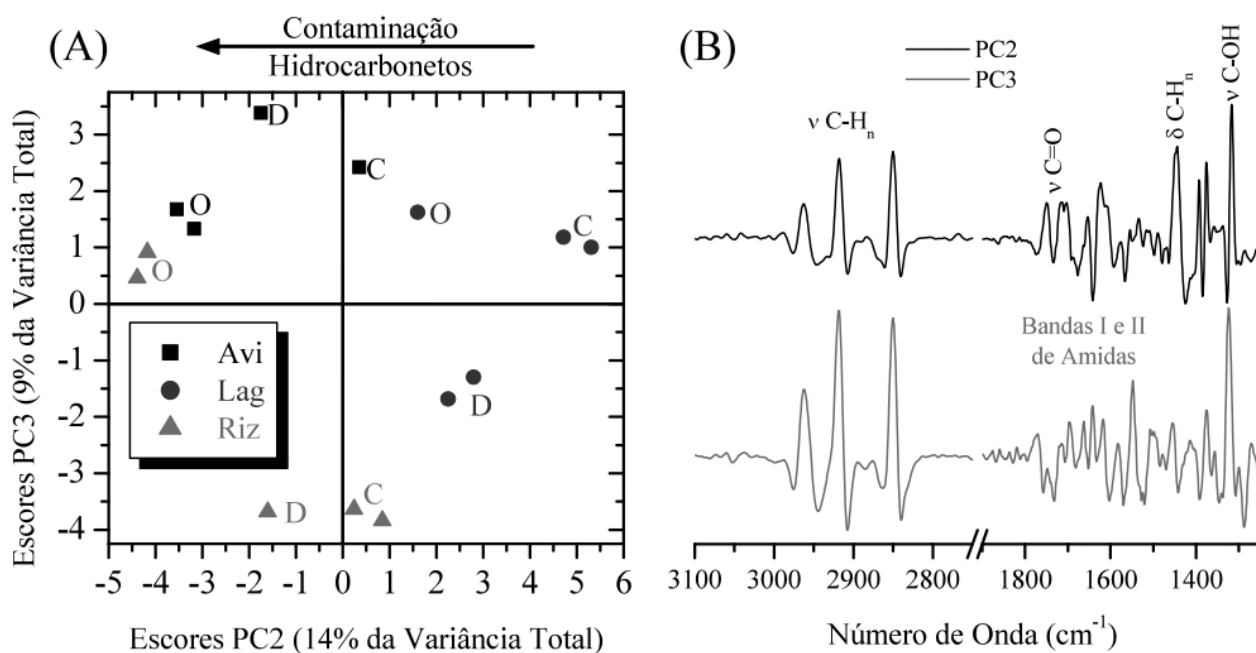 (A)
Contaminação
Hidrocarbonetos
Escores PC3 (9% da Variância Total)
3
2
1
0
-1
-2
-3
-4
D
C
O
O
C
O
D
D
C
Avi
Lag
Riz
-5 -4 -3 -2 -1 0 1 2 3 4 5 6
Escores PC2 (14% da Variância Total)
(B)
PC2
PC3
ν C-Hₙ
ν C=O
δ C-Hₙ
ν C-OH
Bandas I e II
de Amidas
3100 3000 2900 2800 1800 1600 1400
Número de Onda (cm⁻¹)